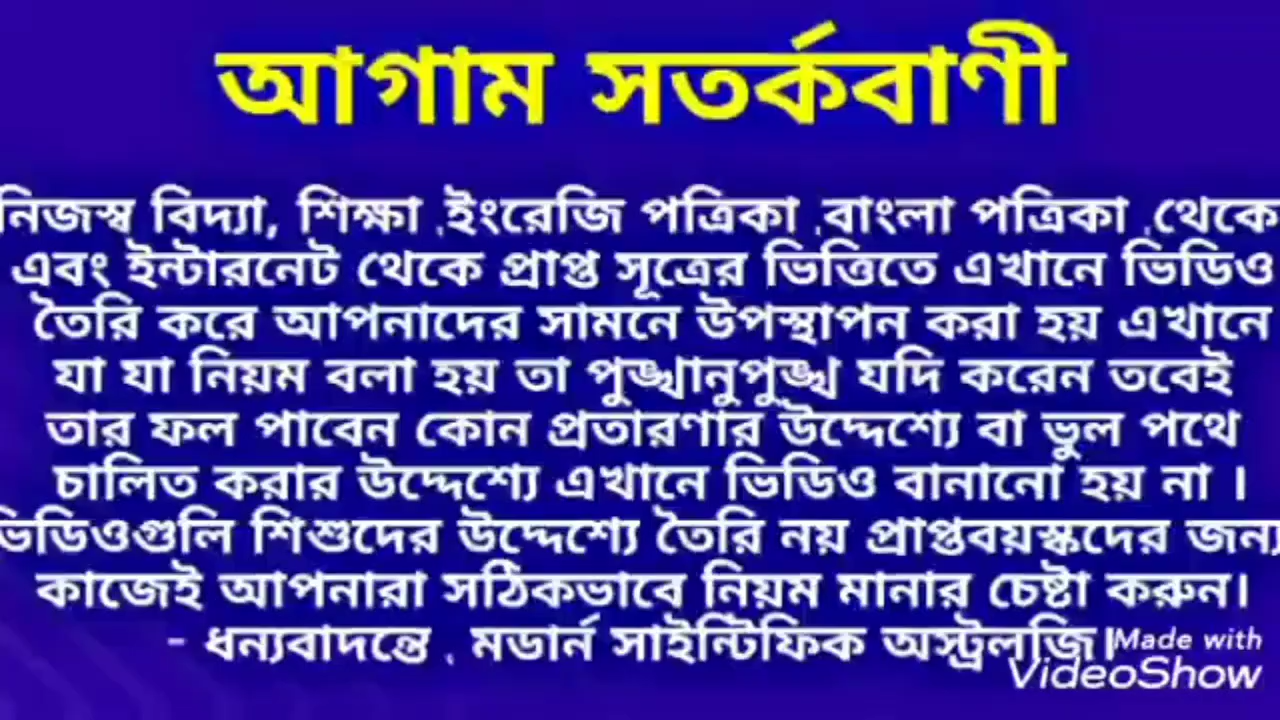 আগাম সতর্কবাণী
নিজস্ব বিদ্যা, শিক্ষা ,ইংরেজি পত্রিকা ,বাংলা পত্রিকা ,থেকে
এবং ইন্টারনেট থেকে প্রাপ্ত সূত্রের ভিত্তিতে এখানে ভিডিও
তৈরি করে আপনাদের সামনে উপস্থাপন করা হয় এখানে
যা যা নিয়ম বলা হয় তা পুঙ্খানুপুঙ্খ যদি করেন তবেই
তার ফল পাবেন কোন প্রতারণার উদ্দেশ্যে বা ভুল পথে
চালিত করার উদ্দেশ্যে এখানে ভিডিও বানানো হয় না ।
ভিডিওগুলি শিশুদের উদ্দেশ্যে তৈরি নয় প্রাপ্তবয়স্কদের জন্য
কাজেই আপনারা সঠিকভাবে নিয়ম মানার চেষ্টা করুন।
- ধন্যবাদন্তে , মডার্ন সাইন্টিফিক অস্ট্রলজি।
Made with
VideoShow